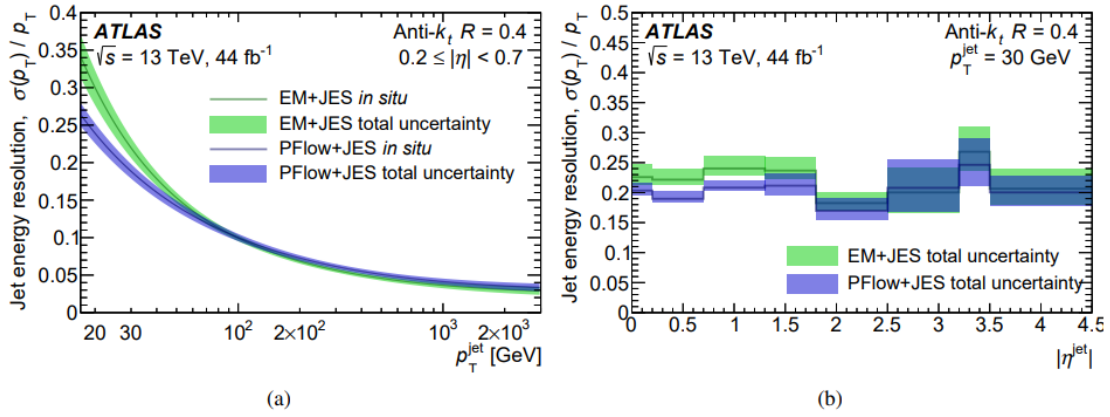 ATLAS
√s = 13 TeV, 44 fb⁻¹
Anti-kₜ R = 0.4
0.2 ≤ |η| < 0.7
EM+JES in situ
EM+JES total uncertainty
PFlow+JES in situ
PFlow+JES total uncertainty
Jet energy resolution, σ(p_T) / p_T
0.4
0.35
0.3
0.25
0.2
0.15
0.1
0.05
0
20 30 10² 2×10² 10³ 2×10³
p_T^jet [GeV]
(a)
ATLAS
√s = 13 TeV, 44 fb⁻¹
Anti-kₜ R = 0.4
p_T^jet = 30 GeV
EM+JES total uncertainty
PFlow+JES total uncertainty
Jet energy resolution, σ(p_T) / p_T
0.5
0.45
0.4
0.35
0.3
0.25
0.2
0.15
0.1
0.05
0
0 0.5 1 1.5 2 2.5 3 3.5 4 4.5
|η^jet|
(b)